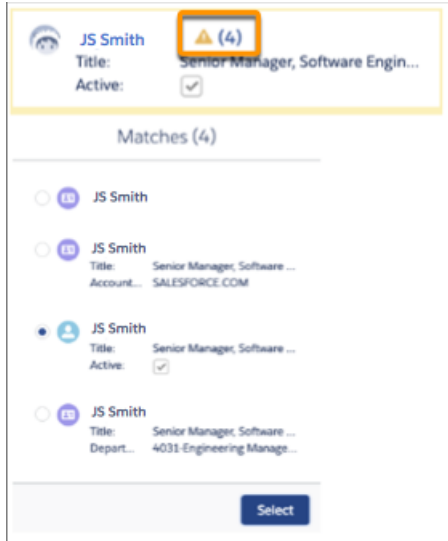 JS Smith (4)
Title: Senior Manager, Software Engin...
Active:
Matches (4)
JS Smith
JS Smith
Title: Senior Manager, Software ...
Account... SALESFORCE.COM
JS Smith
Title: Senior Manager, Software ...
Active:
JS Smith
Title: Senior Manager, Software ...
Depart... 4031-Engineering Manage...
Select